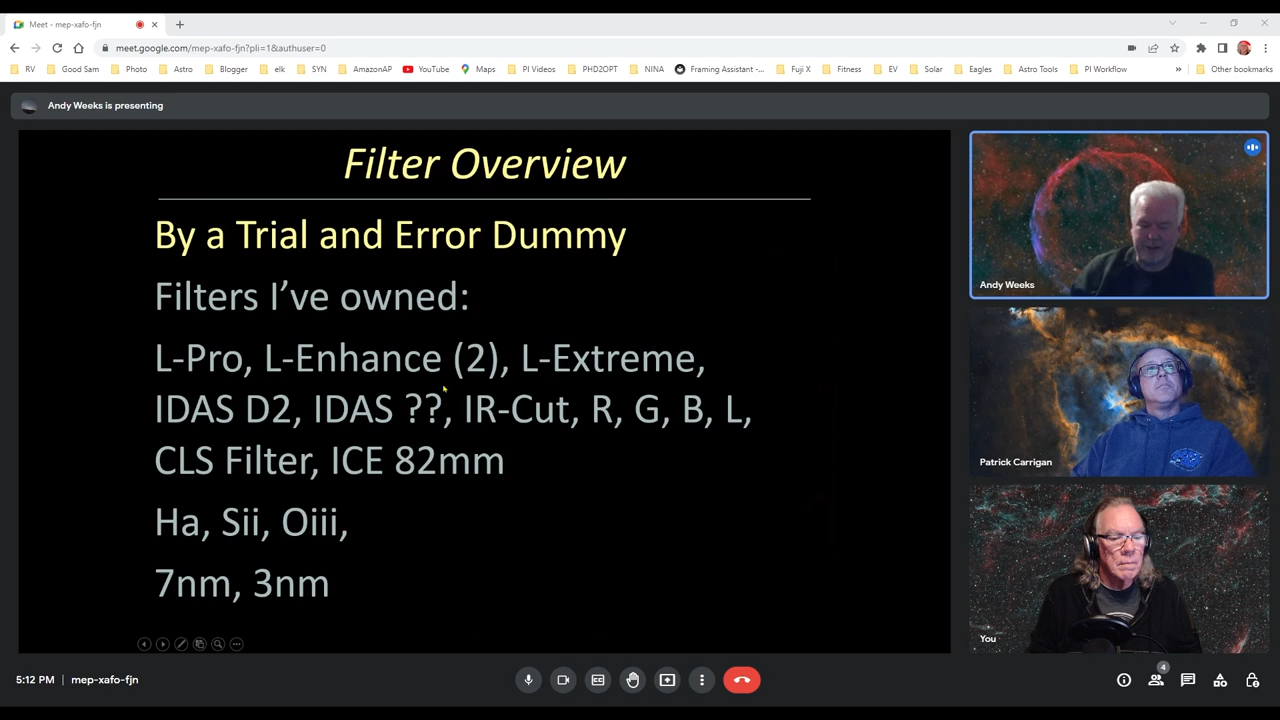 Meet - mep-xafo-fjn
meet.google.com/mep-xafo-fjn?pli=1&authuser=0
RV Good Sam Photo Astro Blogger elk SYN AmazonAP YouTube Maps PI Videos PHD2OPT NINA Framing Assistant -... Fuji X Fitness EV Solar Eagles Astro Tools PI Workflow » Other bookmarks
Andy Weeks is presenting
Filter Overview
By a Trial and Error Dummy
Filters I've owned:
L-Pro, L-Enhance (2), L-Extreme,
IDAS D2, IDAS ??, IR-Cut, R, G, B, L,
CLS Filter, ICE 82mm
Ha, Sii, Oiii,
7nm, 3nm
Andy Weeks
Patrick Carrigan
You
5:12 PM | mep-xafo-fjn
4